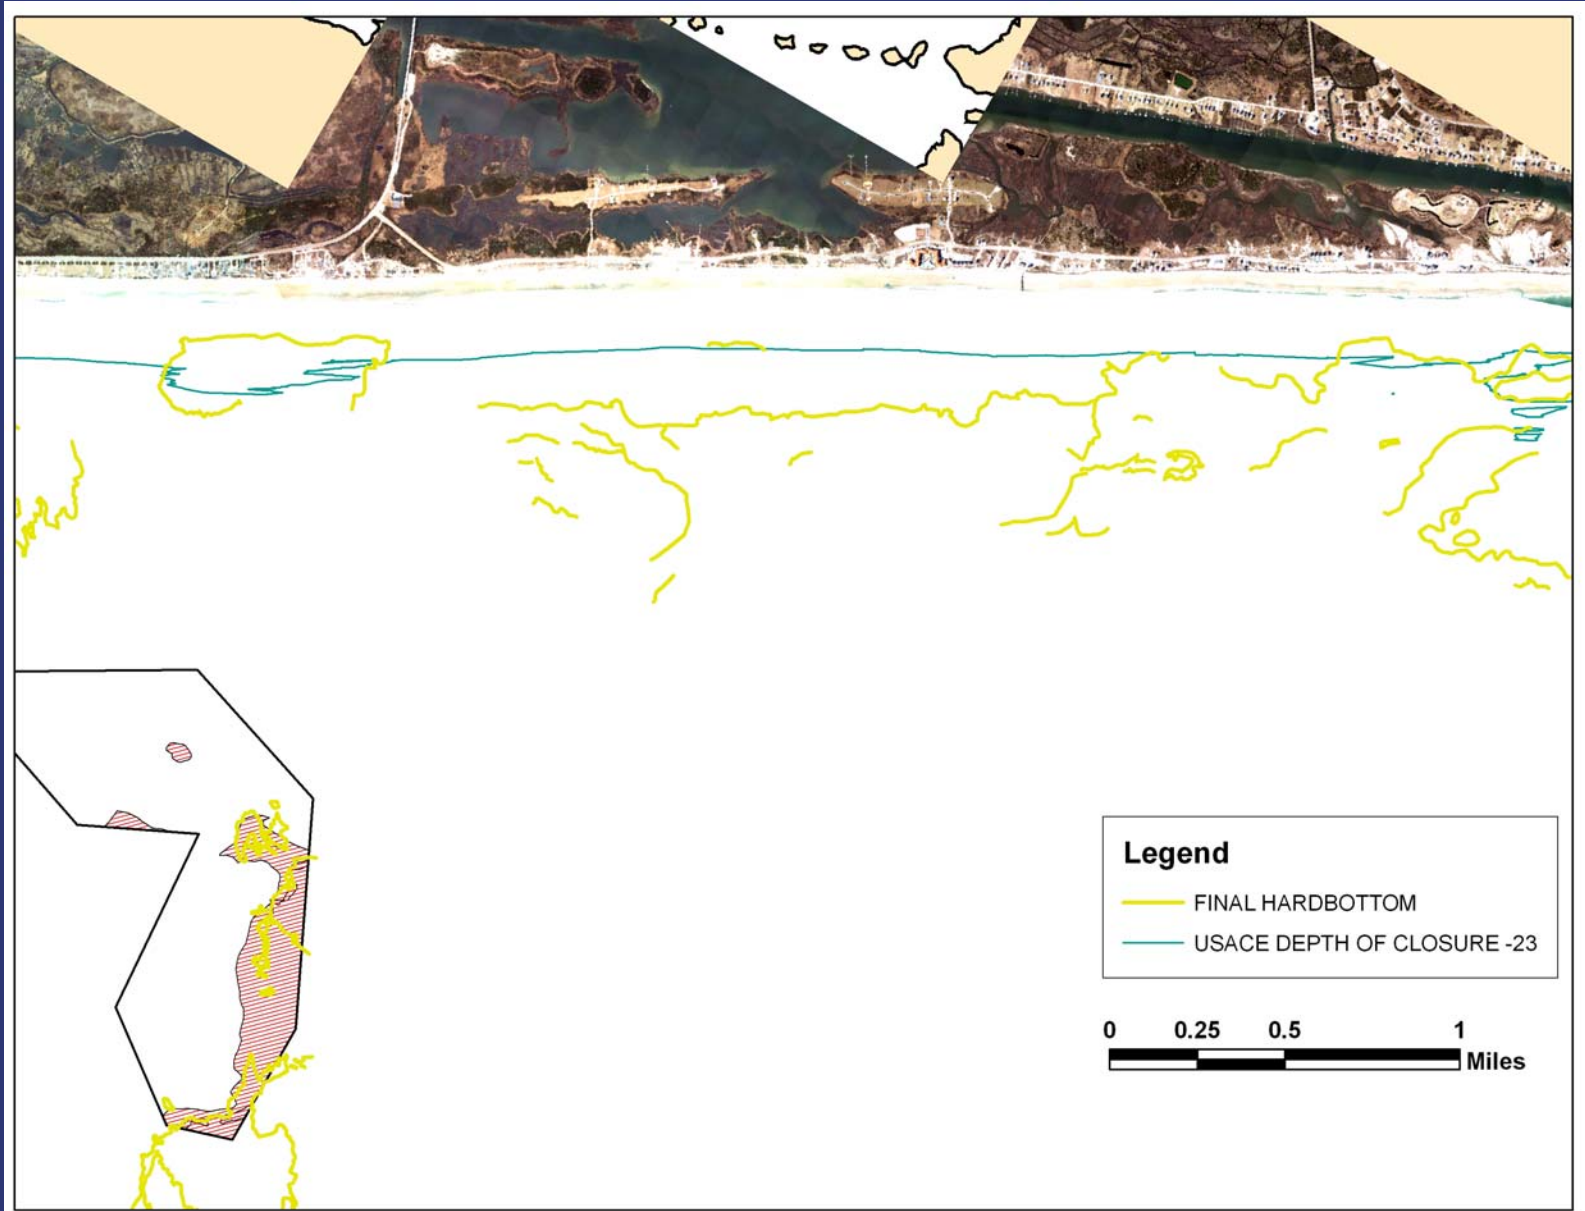 Legend
FINAL HARDBOTTOM
USACE DEPTH OF CLOSURE -23
0 0.25 0.5 1
Miles